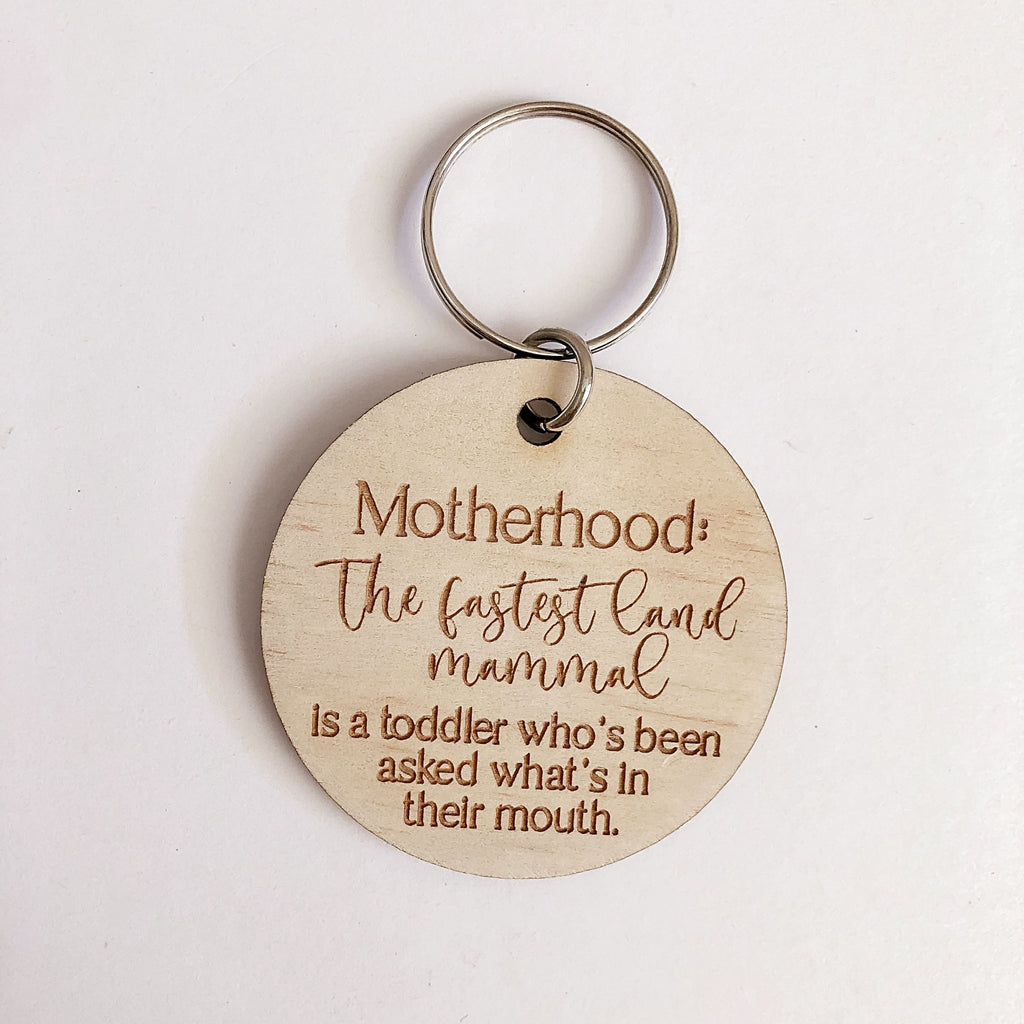 Motherhood:
The fastest land
mammal
is a toddler who's been
asked what's in
their mouth.